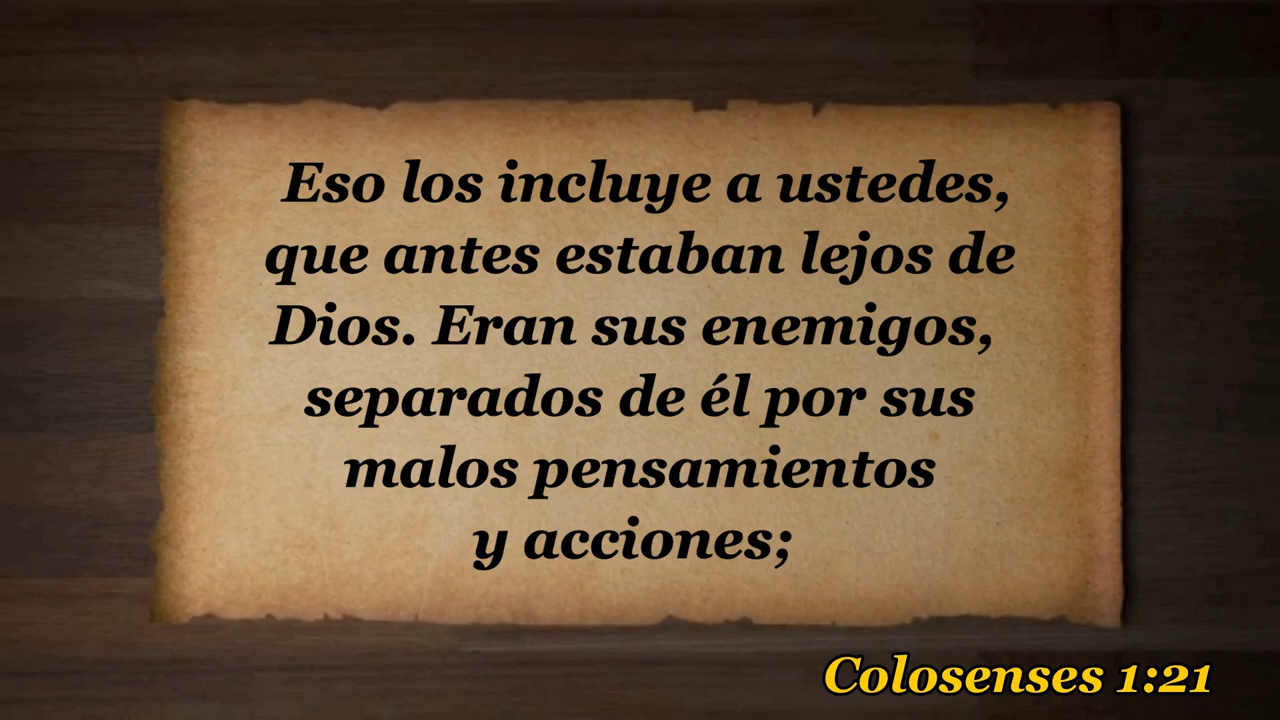 Eso los incluye a ustedes,
que antes estaban lejos de
Dios. Eran sus enemigos,
separados de él por sus
malos pensamientos
y acciones;
Colosenses 1:21